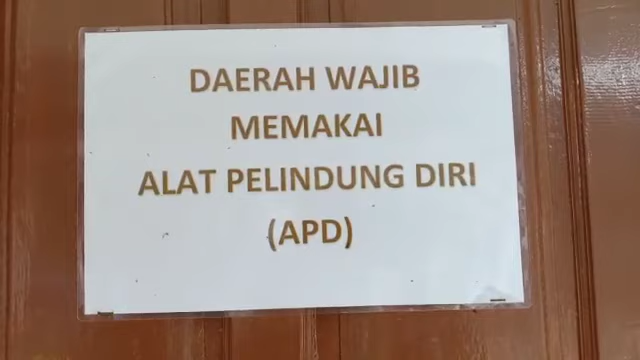 DAERAH WAJIB
MEMAKAI
ALAT PELINDUNG DIRI
(APD)